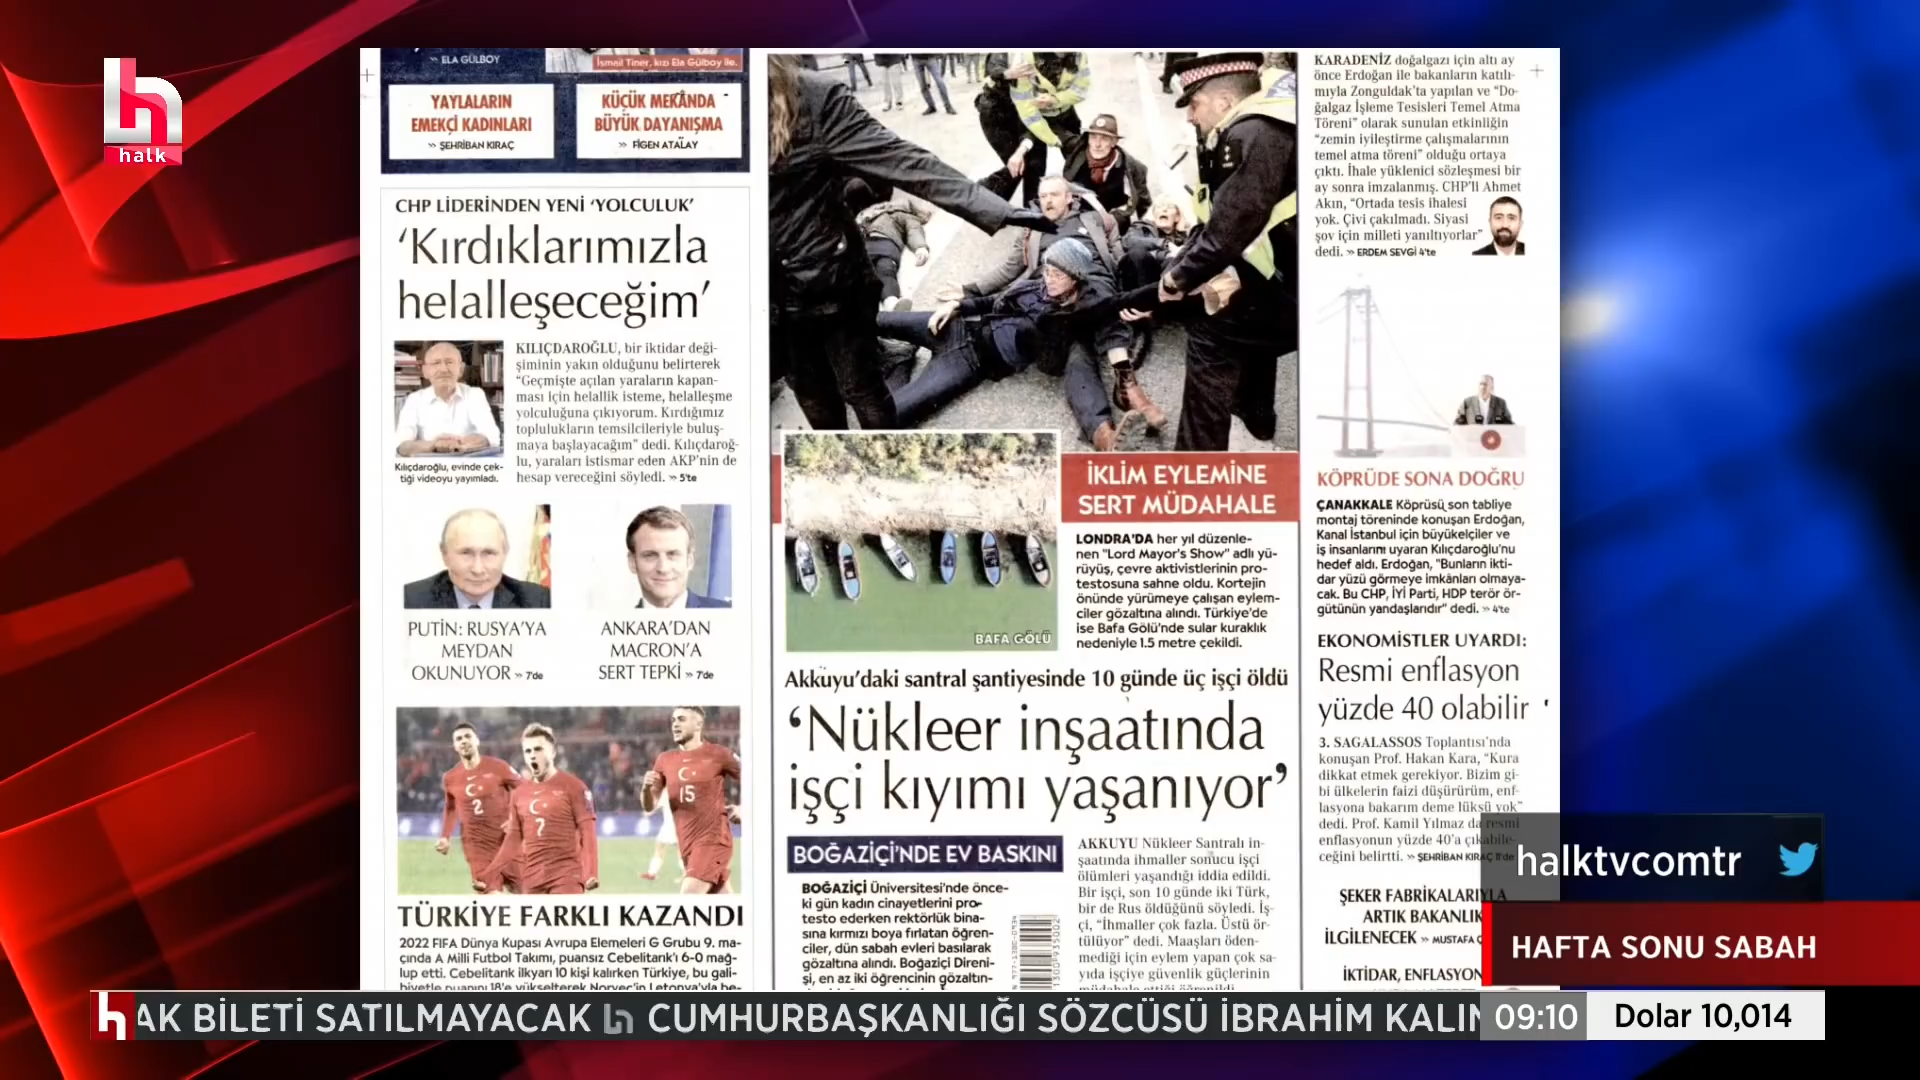 halk
» ELA GÜLBOY
İsmail Tiner, kızı Ela Gülboy ile.
YAYLALARIN
EMEKÇİ KADINLARI
» ŞEHRİBAN KIRAÇ
KÜÇÜK MEKÂNDA
BÜYÜK DAYANIŞMA
» FİGEN ATALAY
CHP LİDERİNDEN YENİ ‘YOLCULUK’
‘Kırdıklarımızla
helalleşeceğim’
KILIÇDAROĞLU, bir iktidar deği-
şiminin yakın olduğunu belirterek
“Geçmişte açılan yaraların kapan-
ması için helallik isteme, helalleşme
yolculuğuna çıkıyorum. Kırdığımız
toplulukların temsilcileriyle buluş-
maya başlayacağım” dedi. Kılıçdaroğ-
lu, yaraları istismar eden AKP’nin de
hesap vereceğini söyledi. » 5’te
Kılıçdaroğlu, evinde çek-
tiği videoyu yayımladı.
PUTİN: RUSYA’YA
MEYDAN
OKUNUYOR » 7’de
ANKARA’DAN
MACRON’A
SERT TEPKİ » 7’de
2
7
15
TÜRKİYE FARKLI KAZANDI
2022 FIFA Dünya Kupası Avrupa Elemeleri G Grubu 9. ma-
çında A Milli Futbol Takımı, puansız Cebelitarık’ı 6-0 mağ-
lup etti. Cebelitarık ilkyarı 10 kişi kalırken Türkiye, bu gali-
biyetle puanını 18’e yükselterek Norveç’in Letonya’yla be-
İKLİM EYLEMİNE
SERT MÜDAHALE
LONDRA’DA her yıl düzenle-
nen "Lord Mayor’s Show" adlı yü-
rüyüş, çevre aktivistlerinin pro-
testosuna sahne oldu. Kortejin
önünde yürümeye çalışan eylem-
ciler gözaltına alındı. Türkiye’de
ise Bafa Gölü’nde sular kuraklık
nedeniyle 1.5 metre çekildi.
BAFA GÖLÜ
Akkuyu’daki santral şantiyesinde 10 günde üç işçi öldü
‘Nükleer inşaatında
işçi kıyımı yaşanıyor’
BOĞAZİÇİ’NDE EV BASKINI
BOĞAZİÇİ Üniversitesi’nde önce-
ki gün kadın cinayetlerini pro-
testo ederken rektörlük bina-
sına kırmızı boya fırlatan öğren-
ciler, dün sabah evleri basılarak
gözaltına alındı. Boğaziçi Direni-
şi, en az iki öğrencinin gözaltın-
AKKUYU Nükleer Santralı in-
şaatında ihmaller sonucu işçi
ölümleri yaşandığı iddia edildi.
Bir işçi, son 10 günde iki Türk,
bir de Rus öldüğünü söyledi. İş-
çi, “İhmaller çok fazla. Üstü ör-
tülüyor” dedi. Maaşları öden-
mediği için eylem yapan çok sa-
yıda işçiye güvenlik güçlerinin
müdahale ettiği öğrenildi.
KARADENİZ doğalgazı için altı ay
önce Erdoğan ile bakanların katılı-
mıyla Zonguldak’ta yapılan ve “Do-
ğalgaz İşleme Tesisleri Temel Atma
Töreni” olarak sunulan etkinliğin
“zemin iyileştirme çalışmalarının
temel atma töreni” olduğu ortaya
çıktı. İhale yüklenici sözleşmesi bir
ay sonra imzalanmış. CHP’li Ahmet
Akın, “Ortada tesis ihalesi
yok. Çivi çakılmadı. Siyasi
şov için milleti yanıltıyorlar”
dedi. » ERDEM SEVGİ 4’te
KÖPRÜDE SONA DOĞRU
ÇANAKKALE Köprüsü son tabliye
montaj töreninde konuşan Erdoğan,
Kanal İstanbul için büyükelçiler ve
iş insanlarını uyaran Kılıçdaroğlu’nu
hedef aldı. Erdoğan, "Bunların ikti-
dar yüzü görmeye imkânları olmaya-
cak. Bu CHP, İYİ Parti, HDP terör ör-
gütünün yandaşlarıdır" dedi. » 4’te
EKONOMİSTLER UYARDI:
Resmi enflasyon
yüzde 40 olabilir
3. SAGALASSOS Toplantısı’nda
konuşan Prof. Hakan Kara, “Kura
dikkat etmek gerekiyor. Bizim gi-
bi ülkelerin faizi düşürürüm, enf-
lasyona bakarım deme lüksü yok”
dedi. Prof. Kamil Yılmaz da resmi
enflasyonun yüzde 40’a çıkabile-
ceğini belirtti. » ŞEHRİBAN KIRAÇ 11’de
ŞEKER FABRİKALARIYLA
ARTIK BAKANLIK
İLGİLENECEK » MUSTAFA Ç
İKTİDAR, ENFLASYON
halktvcomtr
HAFTA SONU SABAH
AK BİLETİ SATILMAYACAK CUMHURBAŞKANLIĞI SÖZCÜSÜ İBRAHİM KALIN
09:10
Dolar 10,014